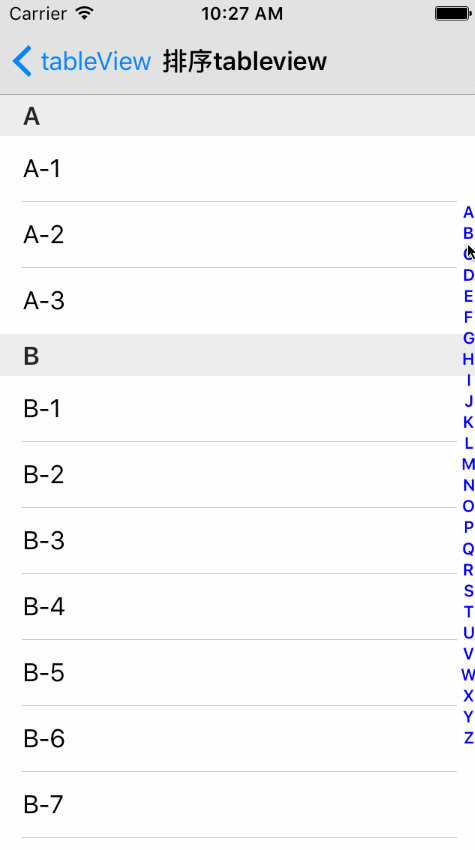 Carrier 10:27 AM
tableView 排序tableview
A
A-1
A-2
A-3
B
B-1
B-2
B-3
B-4
B-5
B-6
B-7
A
B
C
D
E
F
G
H
I
J
K
L
M
N
O
P
Q
R
S
T
U
V
W
X
Y
Z